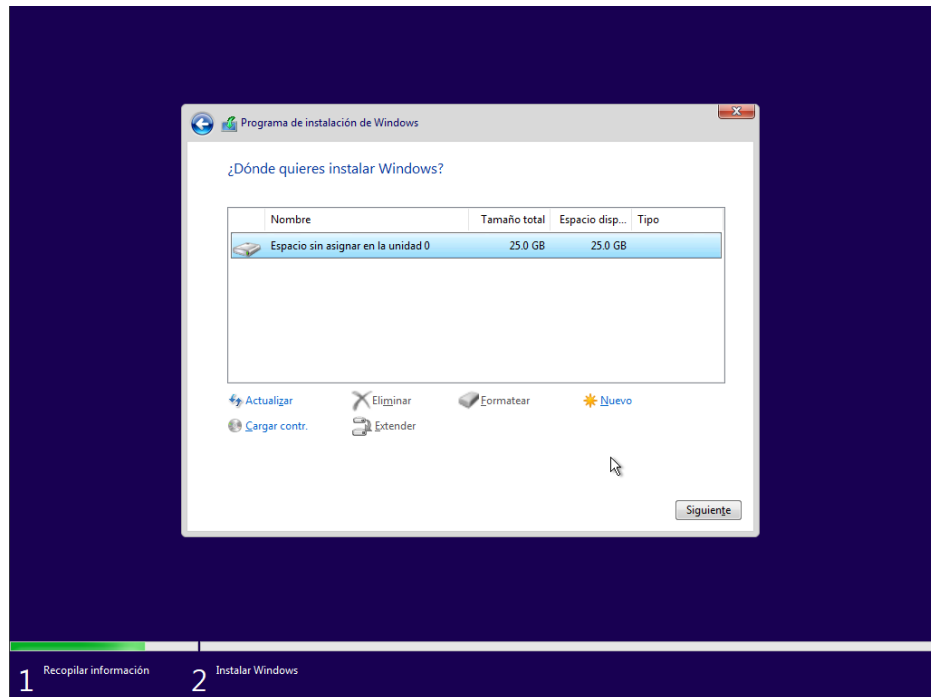 Programa de instalación de Windows
¿Dónde quieres instalar Windows?
Nombre Tamaño total Espacio disp... Tipo
Espacio sin asignar en la unidad 0 25.0 GB 25.0 GB
Actualizar Eliminar Formatear Nuevo
Cargar contr. Extender
Siguiente
1 Recopilar información 2 Instalar Windows